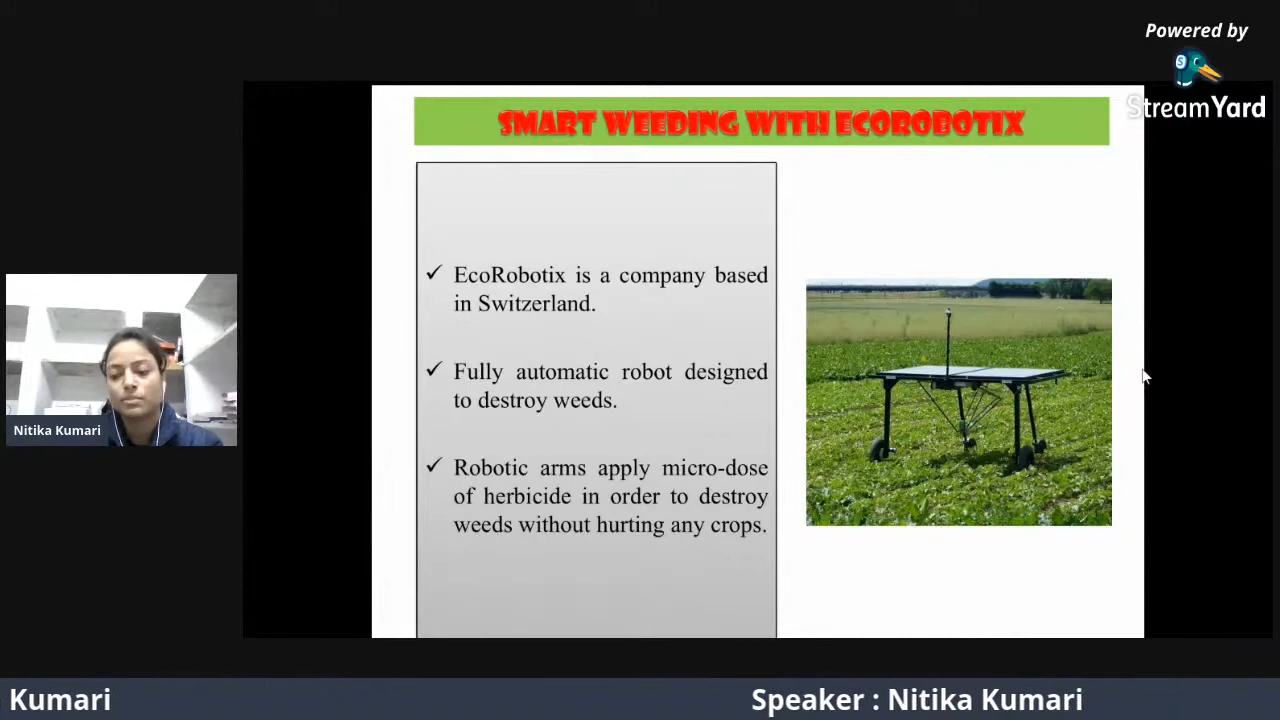 Powered by
StreamYard
SMART WEEDING WITH ECOROBOTIX
✓ EcoRobotix is a company based
in Switzerland.
✓ Fully automatic robot designed
to destroy weeds.
✓ Robotic arms apply micro-dose
of herbicide in order to destroy
weeds without hurting any crops.
Nitika Kumari
Kumari
Speaker : Nitika Kumari